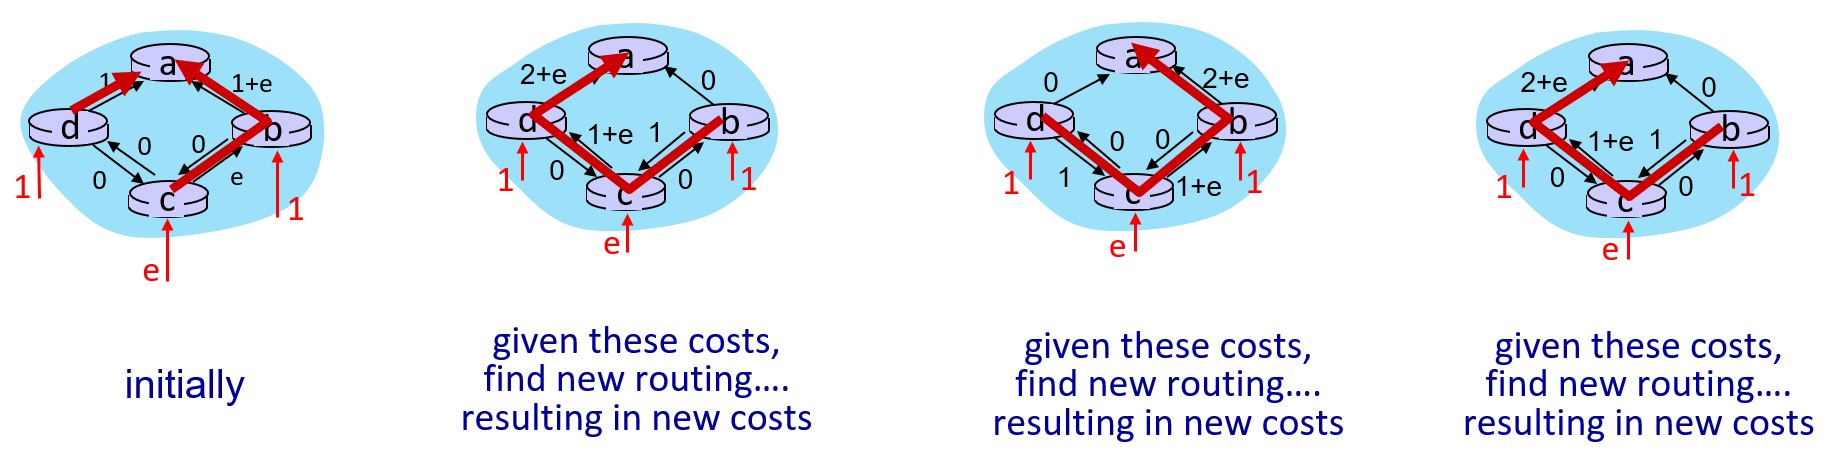 a
1
1+e
d
b
0
0
0
e
c
1
1
e
initially
a
2+e
0
d
b
1+e
1
0
0
c
1
1
e
given these costs,
find new routing....
resulting in new costs
a
0
2+e
d
b
0
0
1
1+e
c
1
1
e
given these costs,
find new routing....
resulting in new costs
a
2+e
0
d
b
1+e
1
0
0
c
1
1
e
given these costs,
find new routing....
resulting in new costs